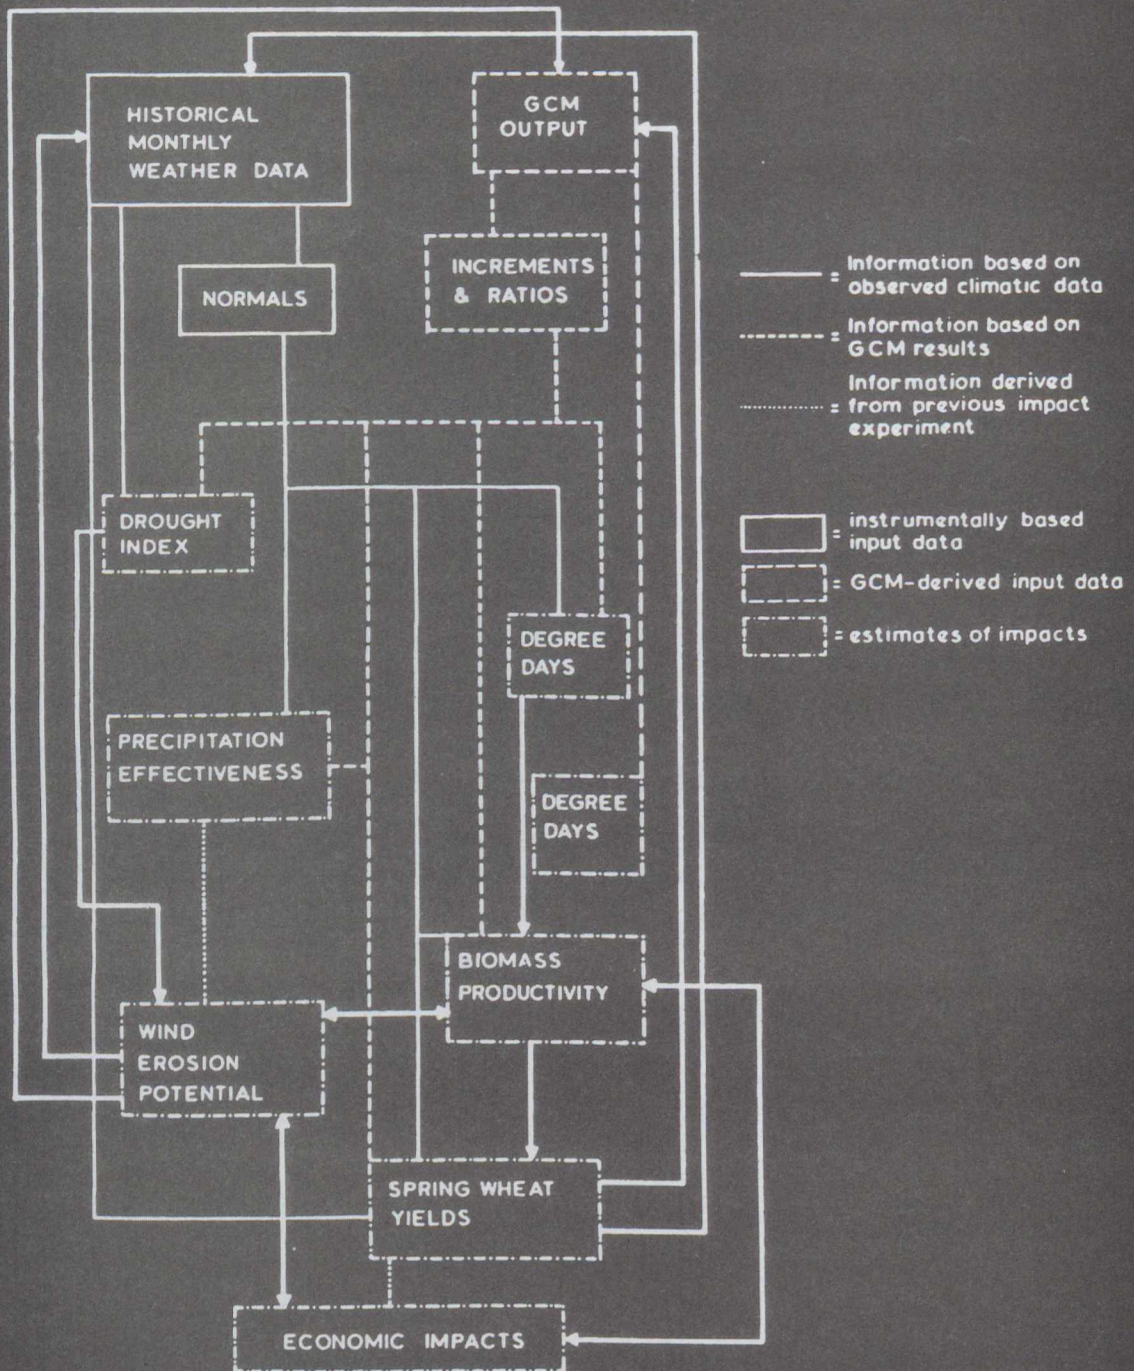 HISTORICAL
MONTHLY
WEATHER DATA
GCM
OUTPUT
INCREMENTS
& RATIOS
NORMALS
= Information based on
observed climatic data
= Information based on
GCM results
Information derived
= from previous impact
experiment
DROUGHT
INDEX
= instrumentally based
input data
= GCM-derived input data
= estimates of impacts
DEGREE
DAYS
PRECIPITATION
EFFECTIVENESS
DEGREE
DAYS
BIOMASS
PRODUCTIVITY
WIND
EROSION
POTENTIAL
SPRING WHEAT
YIELDS
ECONOMIC IMPACTS